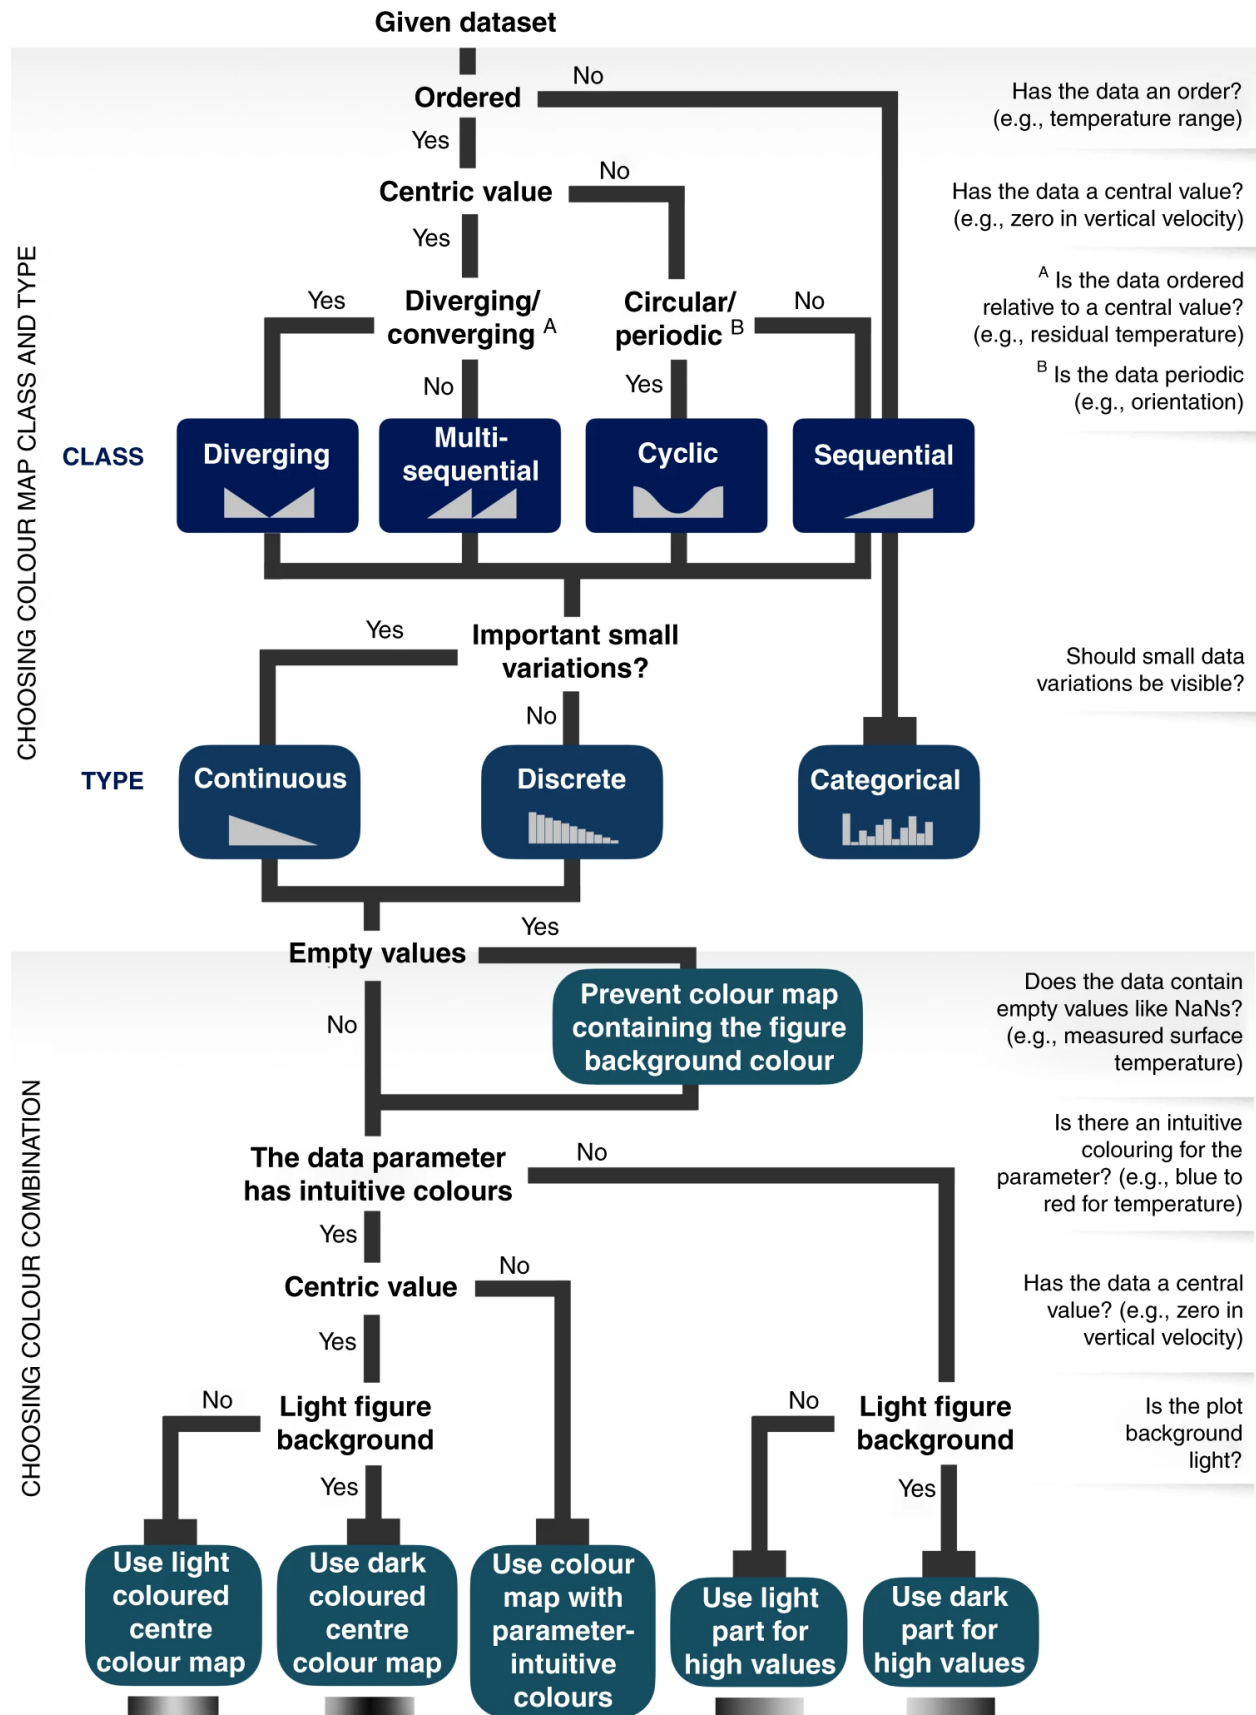 Given dataset
No
Ordered
Has the data an order?
(e.g., temperature range)
Yes
No
Centric value
Has the data a central value?
(e.g., zero in vertical velocity)
Yes
Yes
Diverging/
converging A
Circular/
periodic B
No
A Is the data ordered
relative to a central value?
(e.g., residual temperature)
B Is the data periodic
(e.g., orientation)
No
Yes
CHOOSING COLOUR MAP CLASS AND TYPE
CLASS
Diverging
Multi-
sequential
Cyclic
Sequential
Yes
Important small
variations?
Should small data
variations be visible?
No
TYPE
Continuous
Discrete
Categorical
Yes
Empty values
No
Prevent colour map
containing the figure
background colour
Does the data contain
empty values like NaNs?
(e.g., measured surface
temperature)
CHOOSING COLOUR COMBINATION
The data parameter
has intuitive colours
No
Is there an intuitive
colouring for the
parameter? (e.g., blue to
red for temperature)
Yes
No
Centric value
Has the data a central
value? (e.g., zero in
vertical velocity)
Yes
No
Light figure
background
No
Light figure
background
Is the plot
background
light?
Yes
Yes
Use light
coloured
centre
colour map
Use dark
coloured
centre
colour map
Use colour
map with
parameter-
intuitive
colours
Use light
part for
high values
Use dark
part for
high values